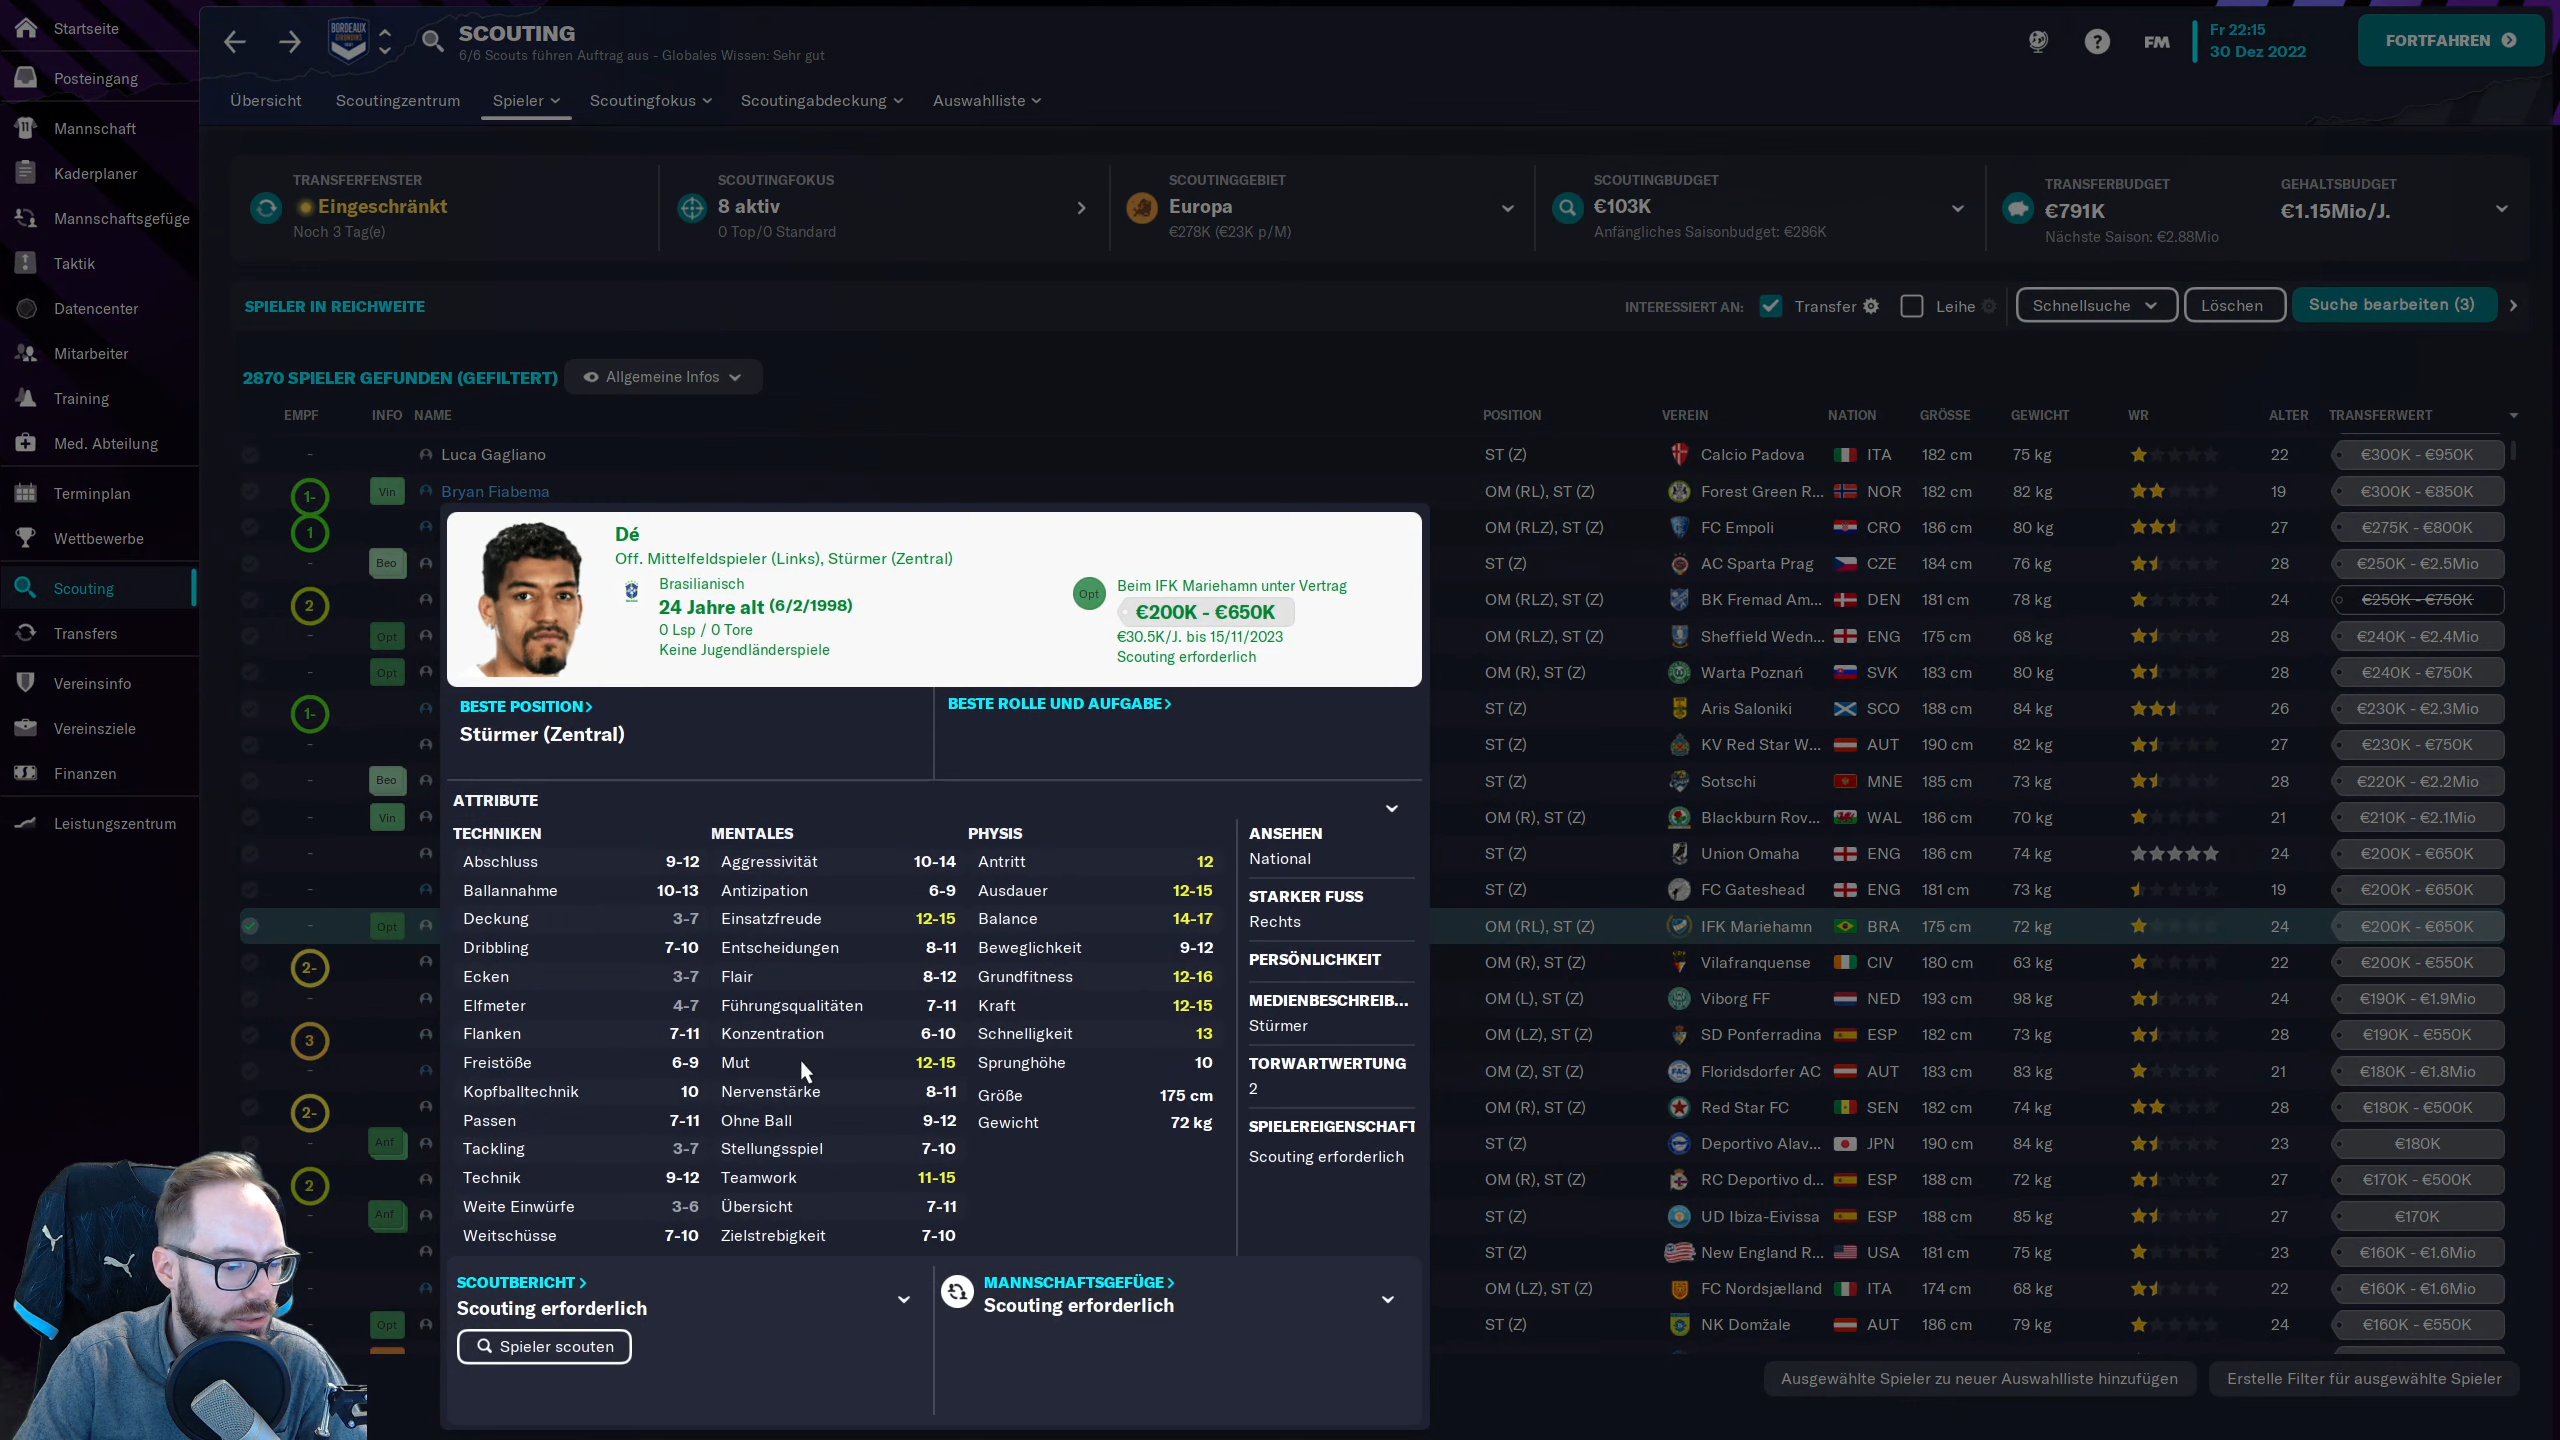 Startseite
Posteingang
Mannschaft
Kaderplaner
Mannschaftsgefüge
Taktik
Datencenter
Mitarbeiter
Training
Med. Abteilung
Terminplan
Wettbewerbe
Scouting
Transfers
Vereinsinfo
Vereinsziele
Finanzen
Leistungszentrum
BORDEAUX
SCOUTING
6/6 Scouts führen Auftrag aus - Globales Wissen: Sehr gut
FM
Fr 22:15
30 Dez 2022
FORTFAHREN
Übersicht Scoutingzentrum Spieler Scoutingfokus Scoutingabdeckung Auswahlliste
TRANSFERFENSTER
Eingeschränkt
Noch 3 Tag(e)
SCOUTINGFOKUS
8 aktiv
0 Top/0 Standard
SCOUTINGGEBIET
Europa
€278K (€23K p/M)
SCOUTINGBUDGET
€103K
Anfängliches Saisonbudget: €286K
TRANSFERBUDGET
€791K
Nächste Saison: €2.88Mio
GEHALTSBUDGET
€1.15Mio/J.
SPIELER IN REICHWEITE
INTERESSIERT AN: Transfer Leihe Schnellsuche Löschen Suche bearbeiten (3)
2870 SPIELER GEFUNDEN (GEFILTERT) Allgemeine Infos
EMPF INFO NAME POSITION VEREIN NATION GRÖSSE GEWICHT WR ALTER TRANSFERWERT
- Luca Gagliano ST (Z) Calcio Padova ITA 182 cm 75 kg 22 €300K - €950K
1- Vin Bryan Fiabema OM (RL), ST (Z) Forest Green R... NOR 182 cm 82 kg 19 €300K - €850K
1 OM (RLZ), ST (Z) FC Empoli CRO 186 cm 80 kg 27 €275K - €800K
- Beo ST (Z) AC Sparta Prag CZE 184 cm 76 kg 28 €250K - €2.5Mio
2 OM (RLZ), ST (Z) BK Fremad Am... DEN 181 cm 78 kg 24 €250K - €750K
- Opt OM (RLZ), ST (Z) Sheffield Wedn... ENG 175 cm 68 kg 28 €240K - €2.4Mio
- Opt OM (R), ST (Z) Warta Poznań SVK 183 cm 80 kg 28 €240K - €750K
1- ST (Z) Aris Saloniki SCO 188 cm 84 kg 26 €230K - €2.3Mio
- ST (Z) KV Red Star W... AUT 190 cm 82 kg 27 €230K - €750K
- Beo ST (Z) Sotschi MNE 185 cm 73 kg 28 €220K - €2.2Mio
- Vin OM (R), ST (Z) Blackburn Rov... WAL 186 cm 70 kg 21 €210K - €2.1Mio
- ST (Z) Union Omaha ENG 186 cm 74 kg 24 €200K - €650K
- ST (Z) FC Gateshead ENG 181 cm 73 kg 19 €200K - €650K
- Opt OM (RL), ST (Z) IFK Mariehamn BRA 175 cm 72 kg 24 €200K - €650K
2- OM (R), ST (Z) Vilafranquense CIV 180 cm 63 kg 22 €200K - €550K
- OM (L), ST (Z) Viborg FF NED 193 cm 98 kg 24 €190K - €1.9Mio
3 OM (LZ), ST (Z) SD Ponferradina ESP 182 cm 73 kg 28 €190K - €550K
- OM (Z), ST (Z) Floridsdorfer AC AUT 183 cm 83 kg 21 €180K - €1.8Mio
2- OM (R), ST (Z) Red Star FC SEN 182 cm 74 kg 28 €180K - €500K
- Anf ST (Z) Deportivo Alav... JPN 190 cm 84 kg 23 €180K
2 OM (R), ST (Z) RC Deportivo d... ESP 188 cm 72 kg 27 €170K - €500K
- Anf ST (Z) UD Ibiza-Eivissa ESP 188 cm 85 kg 27 €170K
ST (Z) New England R... USA 181 cm 75 kg 23 €160K - €1.6Mio
OM (LZ), ST (Z) FC Nordsjælland ITA 174 cm 68 kg 22 €160K - €1.6Mio
Opt ST (Z) NK Domžale AUT 186 cm 79 kg 24 €160K - €550K
Dé
Off. Mittelfeldspieler (Links), Stürmer (Zentral)
Brasilianisch
24 Jahre alt (6/2/1998)
0 Lsp / 0 Tore
Keine Jugendländerspiele
Opt
Beim IFK Mariehamn unter Vertrag
€200K - €650K
€30.5K/J. bis 15/11/2023
Scouting erforderlich
BESTE POSITION
Stürmer (Zentral)
BESTE ROLLE UND AUFGABE
ATTRIBUTE
TECHNIKEN
Abschluss 9-12
Ballannahme 10-13
Deckung 3-7
Dribbling 7-10
Ecken 3-7
Elfmeter 4-7
Flanken 7-11
Freistöße 6-9
Kopfballtechnik 10
Passen 7-11
Tackling 3-7
Technik 9-12
Weite Einwürfe 3-6
Weitschüsse 7-10
MENTALES
Aggressivität 10-14
Antizipation 6-9
Einsatzfreude 12-15
Entscheidungen 8-11
Flair 8-12
Führungsqualitäten 7-11
Konzentration 6-10
Mut 12-15
Nervenstärke 8-11
Ohne Ball 9-12
Stellungsspiel 7-10
Teamwork 11-15
Übersicht 7-11
Zielstrebigkeit 7-10
PHYSIS
Antritt 12
Ausdauer 12-15
Balance 14-17
Beweglichkeit 9-12
Grundfitness 12-16
Kraft 12-15
Schnelligkeit 13
Sprunghöhe 10
Größe 175 cm
Gewicht 72 kg
ANSEHEN
National
STARKER FUSS
Rechts
PERSÖNLICHKEIT
MEDIENBESCHREIB...
Stürmer
TORWARTWERTUNG
2
SPIELEREIGENSCHAFT
Scouting erforderlich
SCOUTBERICHT
Scouting erforderlich
Spieler scouten
MANNSCHAFTSGEFÜGE
Scouting erforderlich
Ausgewählte Spieler zu neuer Auswahlliste hinzufügen
Erstelle Filter für ausgewählte Spieler